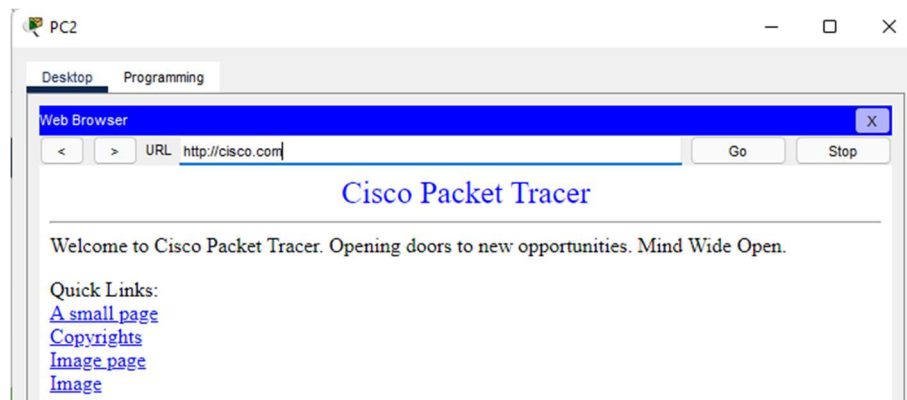 PC2
Desktop Programming
Web Browser X
< > URL http://cisco.com Go Stop
Cisco Packet Tracer
Welcome to Cisco Packet Tracer. Opening doors to new opportunities. Mind Wide Open.
Quick Links:
A small page
Copyrights
Image page
Image